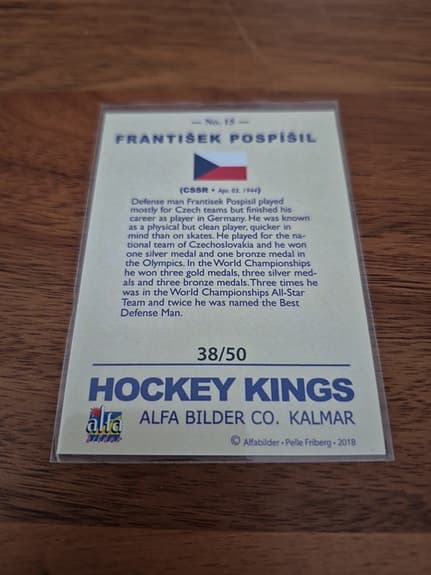 — No. 15 —
FRANTIŠEK POSPÍŠIL
(CSSR • Apr. 03, 1944)
Defense man Frantisek Pospisil played
mostly for Czech teams but finished his
career as player in Germany. He was known
as a physical but clean player, quicker in
mind than on skates. He played for the na-
tional team of Czechoslovakia and he won
one silver medal and one bronze medal in
the Olympics. In the World Championships
he won three gold medals, three silver med-
als and three bronze medals. Three times he
was in the World Championships All-Star
Team and twice he was named the Best
Defense Man.
38/50
HOCKEY KINGS
alfa
ALFA BILDER CO. KALMAR
© Alfabilder • Pelle Friberg • 2018